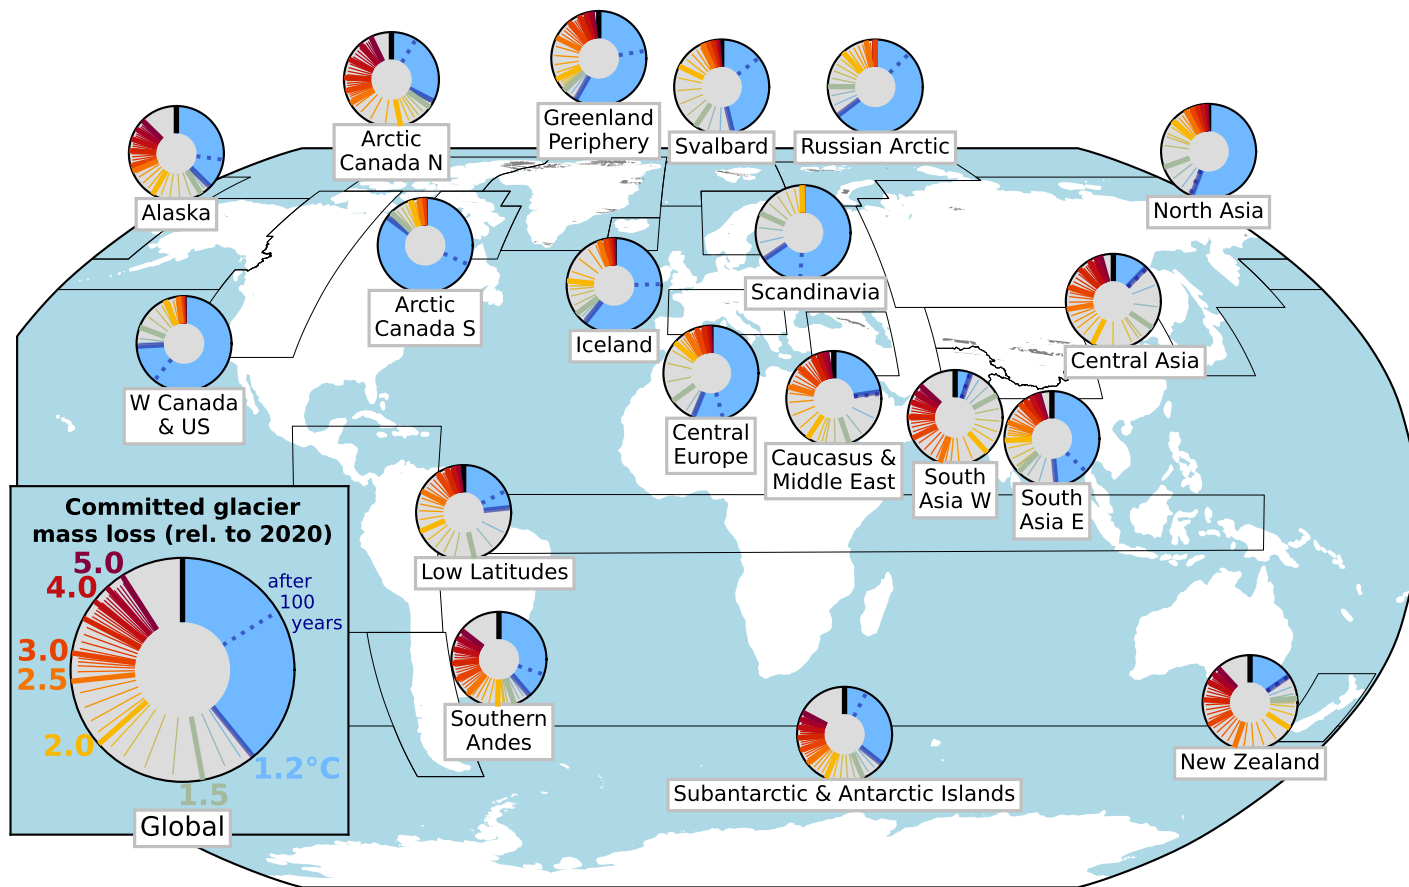 Arctic
Canada N
Greenland
Periphery
Svalbard
Russian Arctic
Alaska
North Asia
Arctic
Canada S
Scandinavia
Iceland
Central Asia
W Canada
& US
Central
Europe
Caucasus &
Middle East
South
Asia W
South
Asia E
Low Latitudes
Southern
Andes
Subantarctic & Antarctic Islands
New Zealand
Committed glacier
mass loss (rel. to 2020)
5.0
4.0
3.0
2.5
2.0
1.5
1.2°C
after
100
years
Global